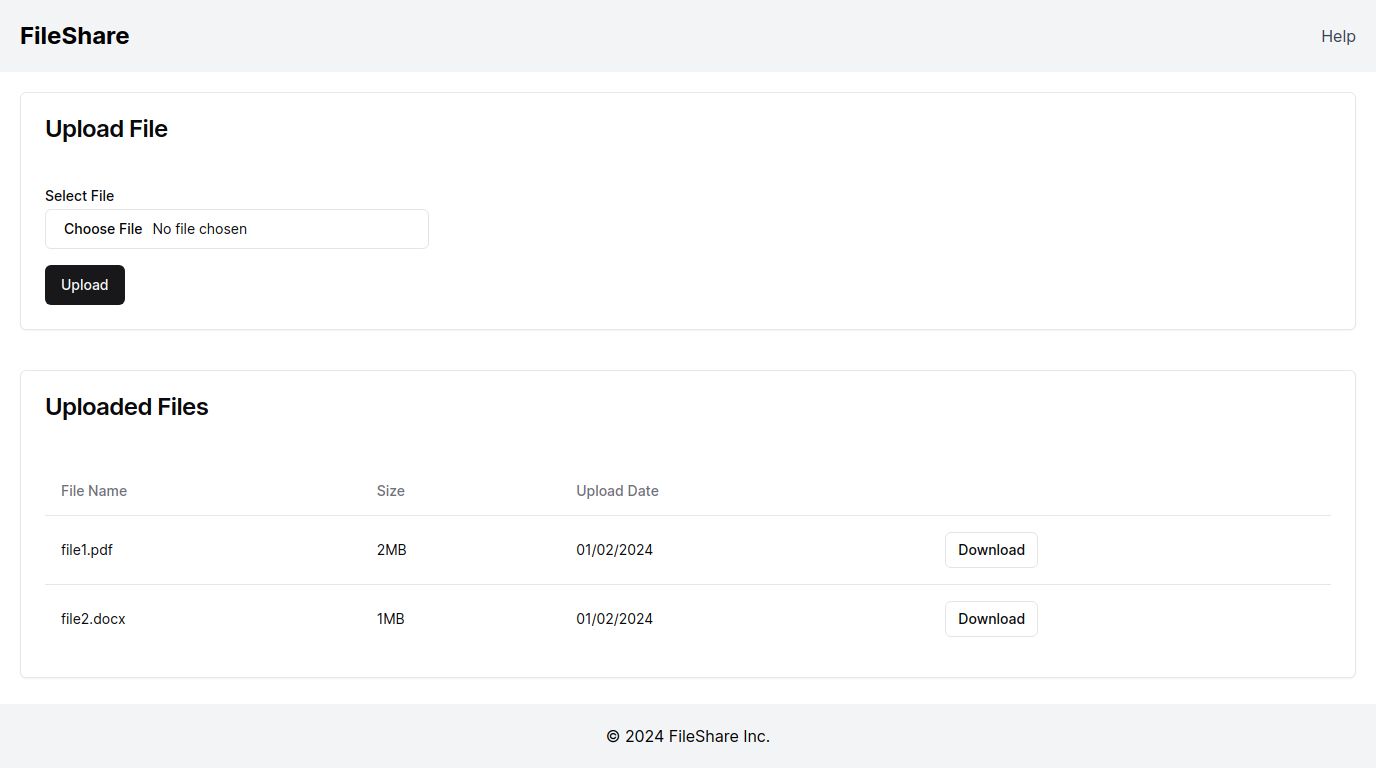 FileShare Help
Upload File
Select File
Choose File No file chosen
Upload
Uploaded Files
File Name Size Upload Date
file1.pdf 2MB 01/02/2024 Download
file2.docx 1MB 01/02/2024 Download
© 2024 FileShare Inc.